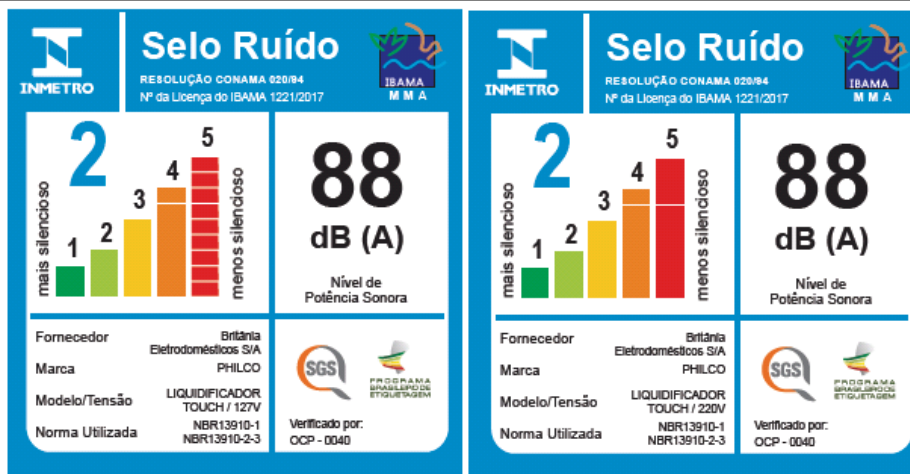 INMETRO
Selo Ruído
RESOLUÇÃO CONAMA 020/94
Nº da Licença do IBAMA 1221/2017
IBAMA
M M A
mais silencioso
2
1
2
3
4
5
menos silencioso
88
dB (A)
Nível de
Potência Sonora
Fornecedor
Britânia
Eletrodomésticos S/A
Marca
PHILCO
Modelo/Tensão
LIQUIDIFICADOR
TOUCH / 127V
Norma Utilizada
NBR13910-1
NBR13910-2-3
SGS
PROGRAMA
BRASILEIRO DE
ETIQUETAGEM
Verificado por:
OCP - 0040
INMETRO
Selo Ruído
RESOLUÇÃO CONAMA 020/94
Nº da Licença do IBAMA 1221/2017
IBAMA
M M A
mais silencioso
2
1
2
3
4
5
menos silencioso
88
dB (A)
Nível de
Potência Sonora
Fornecedor
Britânia
Eletrodomésticos S/A
Marca
PHILCO
Modelo/Tensão
LIQUIDIFICADOR
TOUCH / 220V
Norma Utilizada
NBR13910-1
NBR13910-2-3
SGS
PROGRAMA
BRASILEIRO DE
ETIQUETAGEM
Verificado por:
OCP - 0040